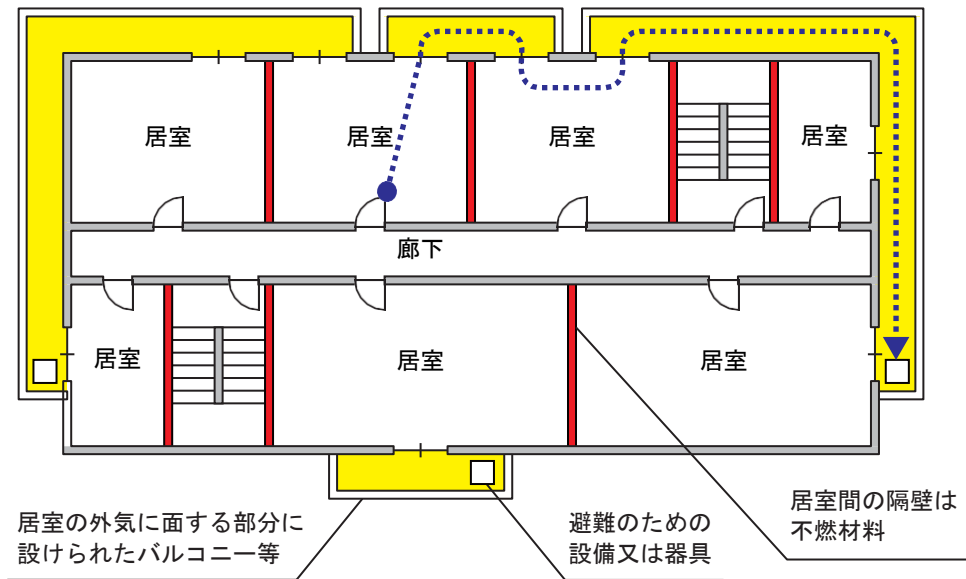 居室
居室
居室
居室
廊下
居室
居室
居室
居室の外気に面する部分に
設けられたバルコニー等
避難のための
設備又は器具
居室間の隔壁は
不燃材料